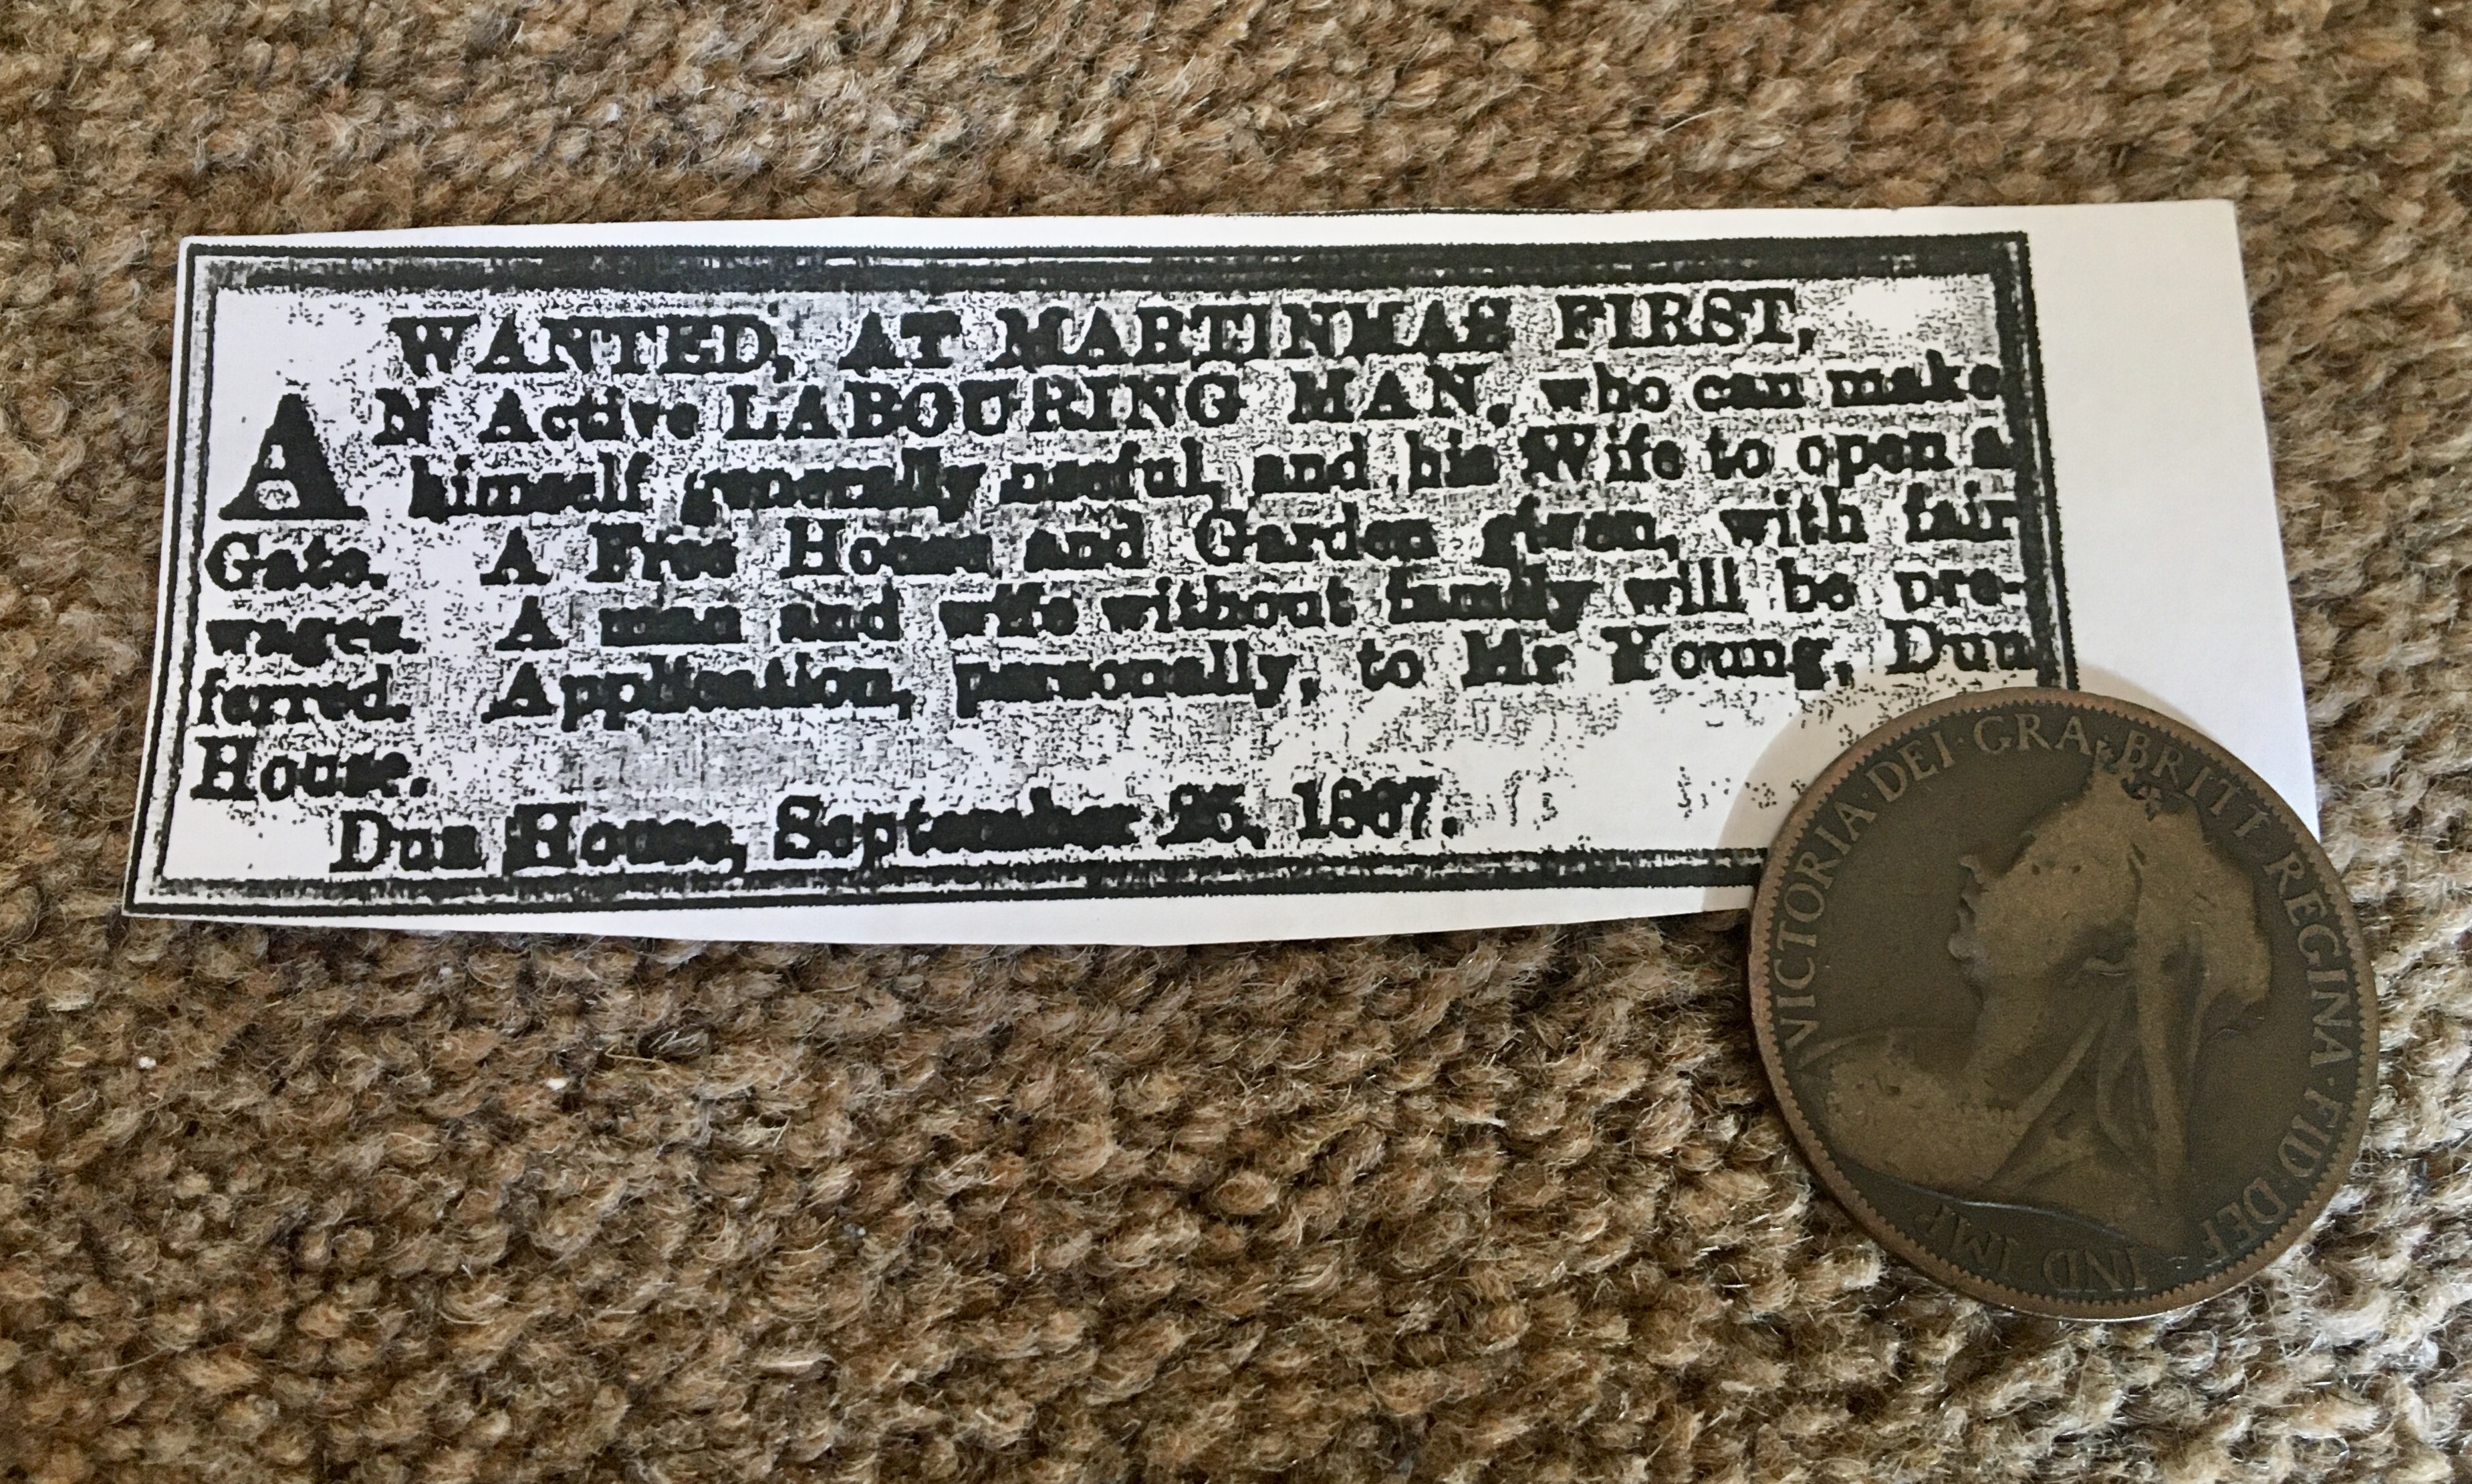 WANTED, AT MARTINMAS FIRST,
AN Active LABOURING MAN, who can make
himself generally useful, and his Wife to open a
Gate. A Free House and Garden given, with fair
wages. A man and wife without family will be pre-
ferred. Application, personally, to Mr Young, Dun
House.
Dun House, September 25, 1867.
VICTORIA·DEI·GRA·BRITT·REGINA·FID·DEF·IND·IMP·